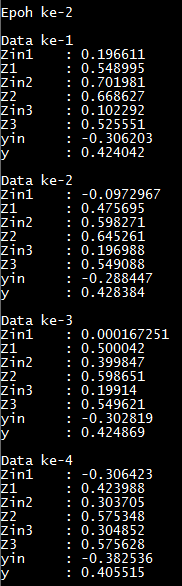 Epoh ke-2
Data ke-1
Zin1 : 0.196611
Z1 : 0.548995
Zin2 : 0.701981
Z2 : 0.668627
Zin3 : 0.102292
Z3 : 0.525551
yin : -0.306203
y : 0.424042
Data ke-2
Zin1 : -0.0972967
Z1 : 0.475695
Zin2 : 0.598271
Z2 : 0.645261
Zin3 : 0.196988
Z3 : 0.549088
yin : -0.288447
y : 0.428384
Data ke-3
Zin1 : 0.000167251
Z1 : 0.500042
Zin2 : 0.399847
Z2 : 0.598651
Zin3 : 0.19914
Z3 : 0.549621
yin : -0.302819
y : 0.424869
Data ke-4
Zin1 : -0.306423
Z1 : 0.423988
Zin2 : 0.303705
Z2 : 0.575348
Zin3 : 0.304852
Z3 : 0.575628
yin : -0.382536
y : 0.405515